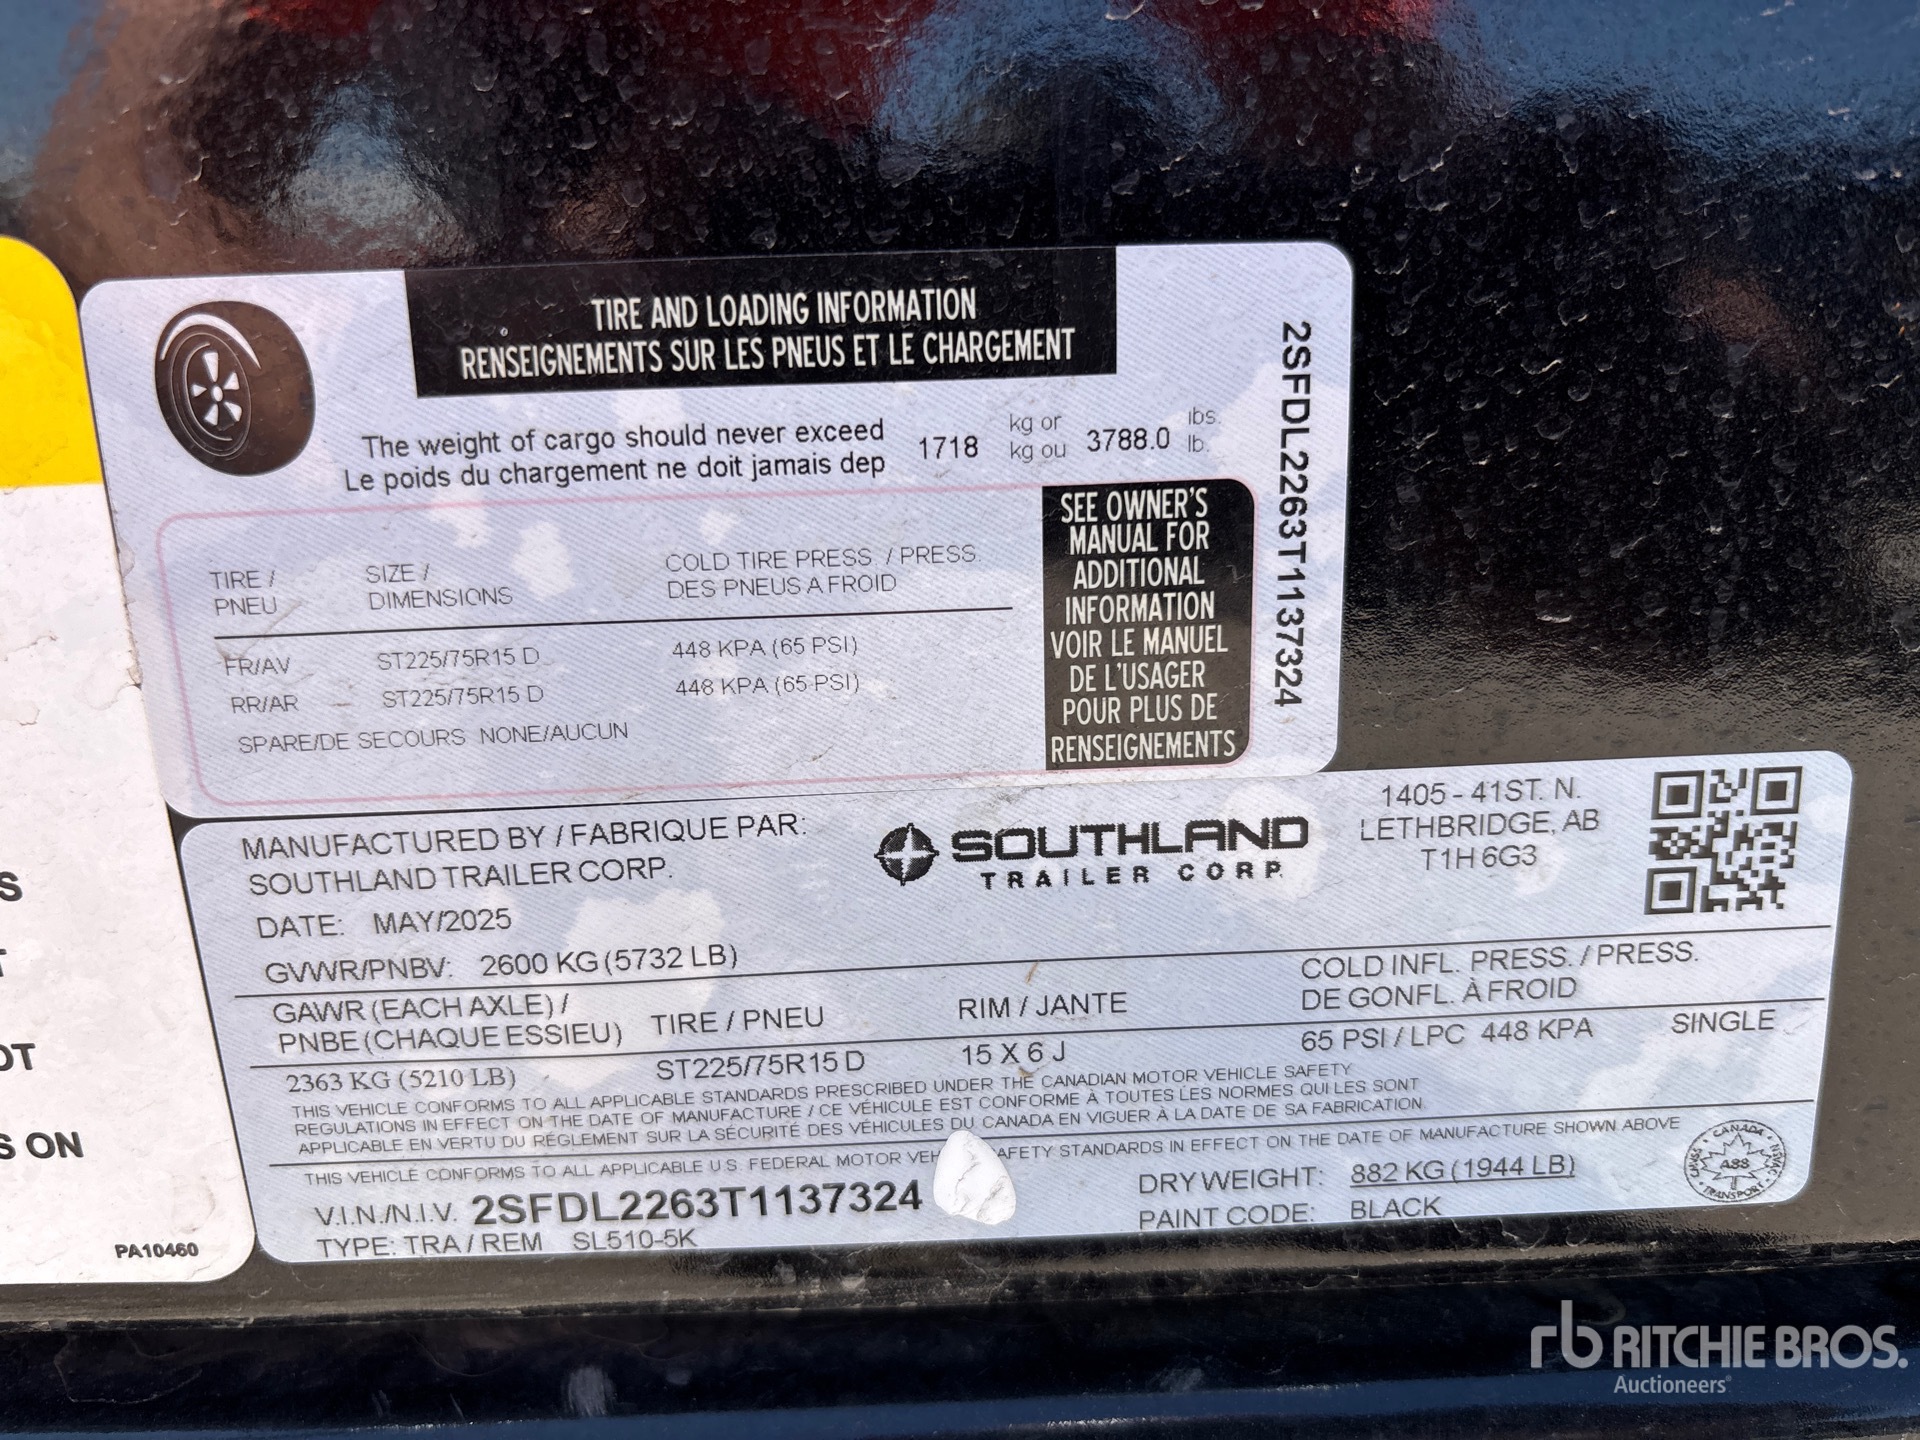 TIRE AND LOADING INFORMATION
RENSEIGNEMENTS SUR LES PNEUS ET LE CHARGEMENT
The weight of cargo should never exceed
Le poids du chargement ne doit jamais dep
1718 kg or 3788.0 lbs.
kg ou lb.
TIRE / SIZE / COLD TIRE PRESS. / PRESS.
PNEU DIMENSIONS DES PNEUS A FROID
FR/AV ST225/75R15 D 448 KPA (65 PSI)
RR/AR ST225/75R15 D 448 KPA (65 PSI)
SPARE/DE SECOURS NONE/AUCUN
SEE OWNER'S
MANUAL FOR
ADDITIONAL
INFORMATION
VOIR LE MANUEL
DE L'USAGER
POUR PLUS DE
RENSEIGNEMENTS
2SFDL2263T1137324
MANUFACTURED BY / FABRIQUE PAR:
SOUTHLAND TRAILER CORP.
SOUTHLAND
TRAILER CORP.
1405 - 41ST. N.
LETHBRIDGE, AB
T1H 6G3
DATE: MAY/2025
GVWR/PNBV: 2600 KG (5732 LB)
GAWR (EACH AXLE) / TIRE / PNEU RIM / JANTE COLD INFL. PRESS. / PRESS.
PNBE (CHAQUE ESSIEU) DE GONFL. À FROID
2363 KG (5210 LB) ST225/75R15 D 15 X 6 J 65 PSI / LPC 448 KPA SINGLE
THIS VEHICLE CONFORMS TO ALL APPLICABLE STANDARDS PRESCRIBED UNDER THE CANADIAN MOTOR VEHICLE SAFETY
REGULATIONS IN EFFECT ON THE DATE OF MANUFACTURE / CE VÉHICULE EST CONFORME À TOUTES LES NORMES QUI LES SONT
APPLICABLE EN VERTU DU RÉGLEMENT SUR LA SÉCURITÉ DES VÉHICULES DU CANADA EN VIGUER À LA DATE DE SA FABRICATION.
THIS VEHICLE CONFORMS TO ALL APPLICABLE U.S. FEDERAL MOTOR VEH AFETY STANDARDS IN EFFECT ON THE DATE OF MANUFACTURE SHOWN ABOVE
V.I.N./N.I.V. 2SFDL2263T1137324 DRY WEIGHT: 882 KG (1944 LB)
TYPE: TRA / REM SL510-5K PAINT CODE: BLACK
CANADA
TRANSPORT
S
T
OT
S ON
PA10460
rb RITCHIE BROS.
Auctioneers